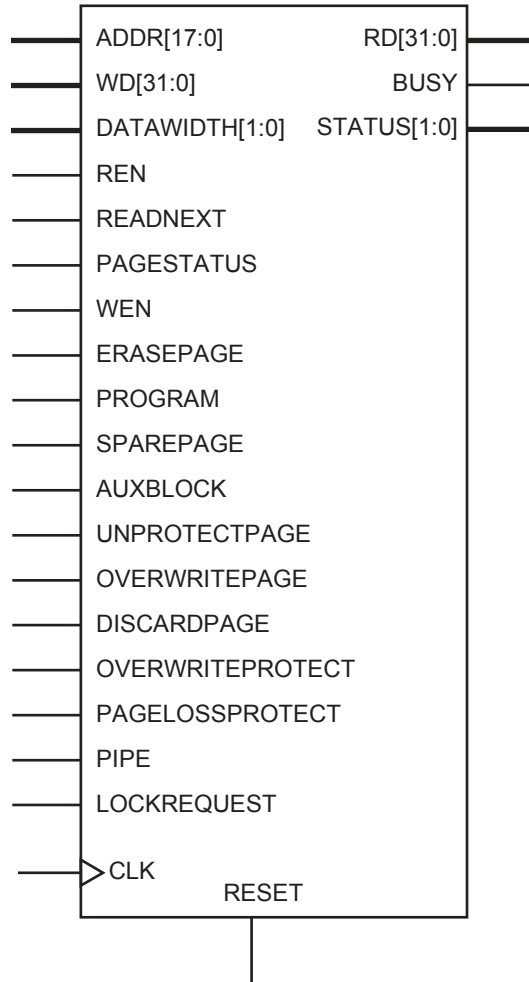 ADDR[17:0] RD[31:0]
WD[31:0] BUSY
DATAWIDTH[1:0] STATUS[1:0]
REN
READNEXT
PAGESTATUS
WEN
ERASEPAGE
PROGRAM
SPAREPAGE
AUXBLOCK
UNPROTECTPAGE
OVERWRITEPAGE
DISCARDPAGE
OVERWRITEPROTECT
PAGELOSSPROTECT
PIPE
LOCKREQUEST
CLK
RESET